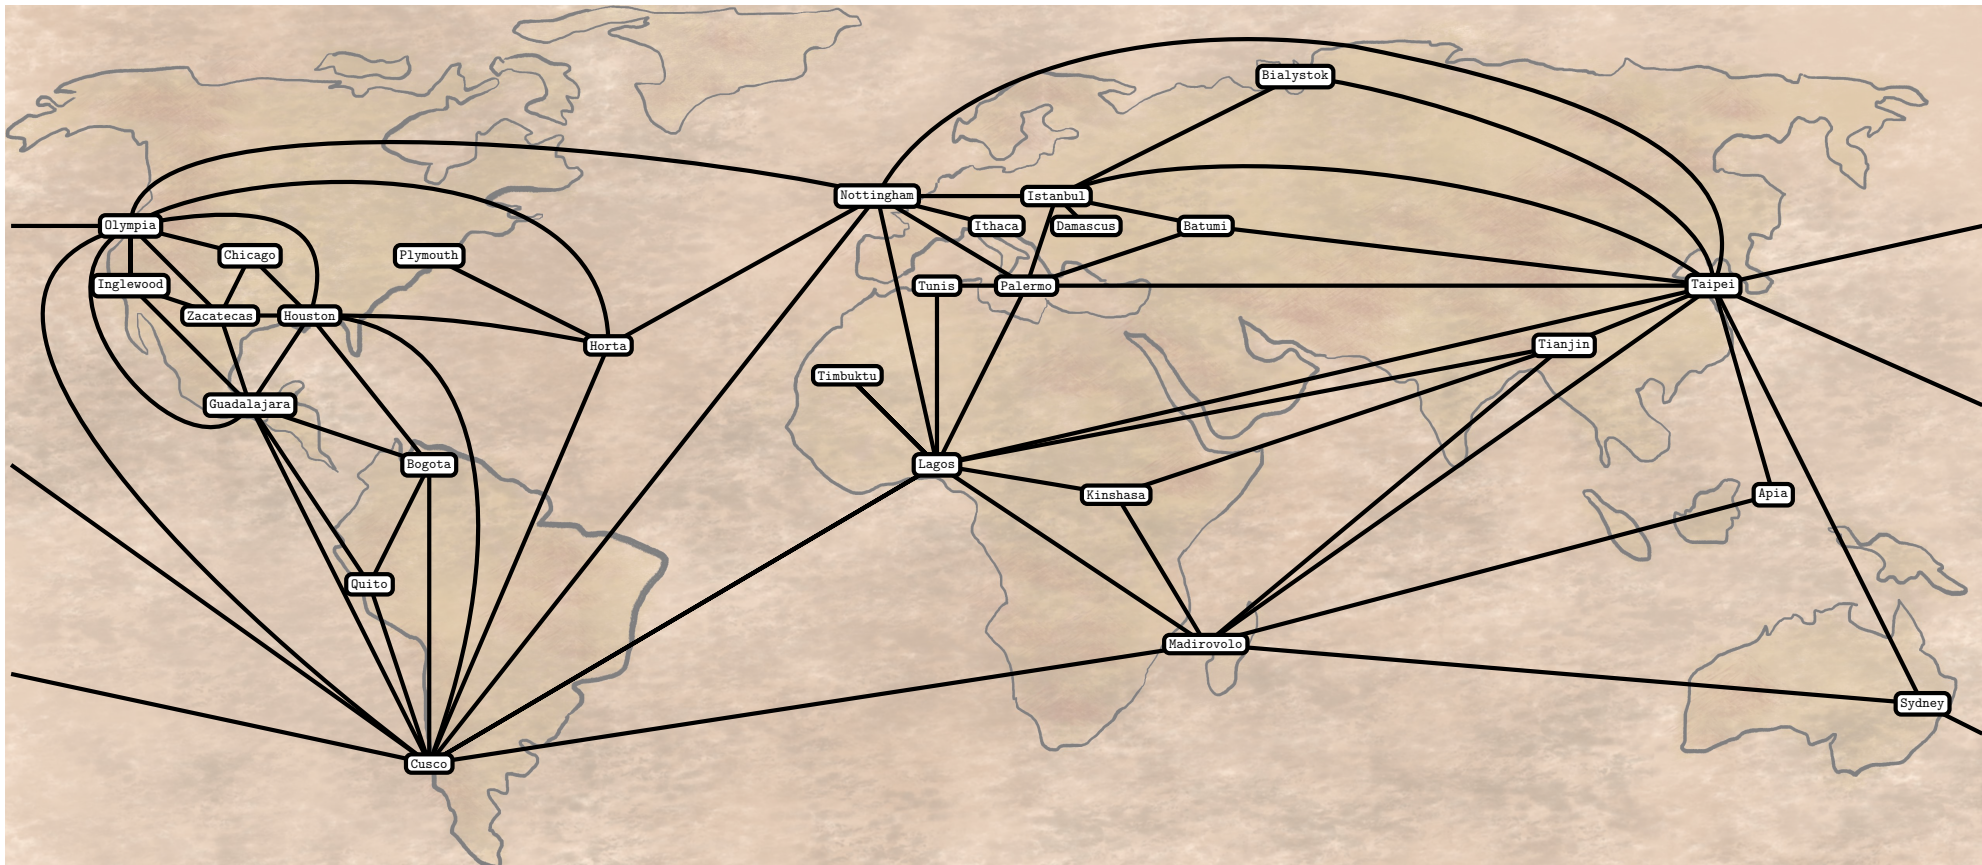 Bialystok
Nottingham
Istanbul
Olympia
Ithaca
Damascus
Batumi
Chicago
Plymouth
Inglewood
Tunis
Palermo
Taipei
Zacatecas
Houston
Horta
Tianjin
Timbuktu
Guadalajara
Bogota
Lagos
Kinshasa
Apia
Quito
Madirovolo
Sydney
Cusco